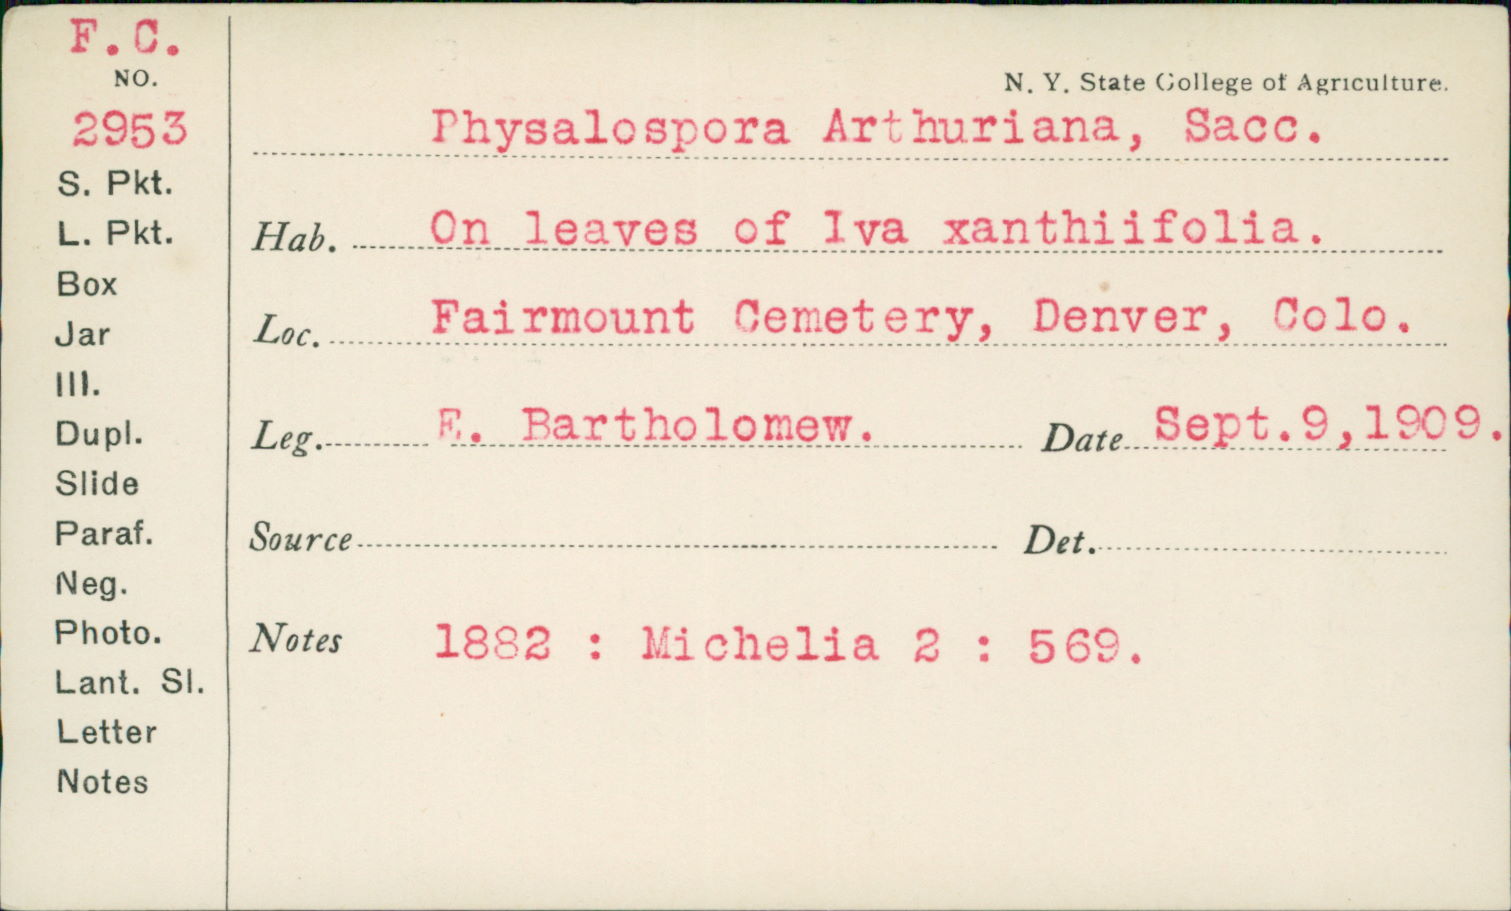 F.C.
NO.
2953
S. Pkt.
L. Pkt.
Box
Jar
Ill.
Dupl.
Slide
Paraf.
Neg.
Photo.
Lant. Sl.
Letter
Notes
N. Y. State College of Agriculture.
Physalospora Arthuriana, Sacc.
Hab. On leaves of Iva xanthiifolia.
Loc. Fairmount Cemetery, Denver, Colo.
Leg. E. Bartholomew. Date Sept.9,1909.
Source Det.
Notes 1882 : Michelia 2 : 569.